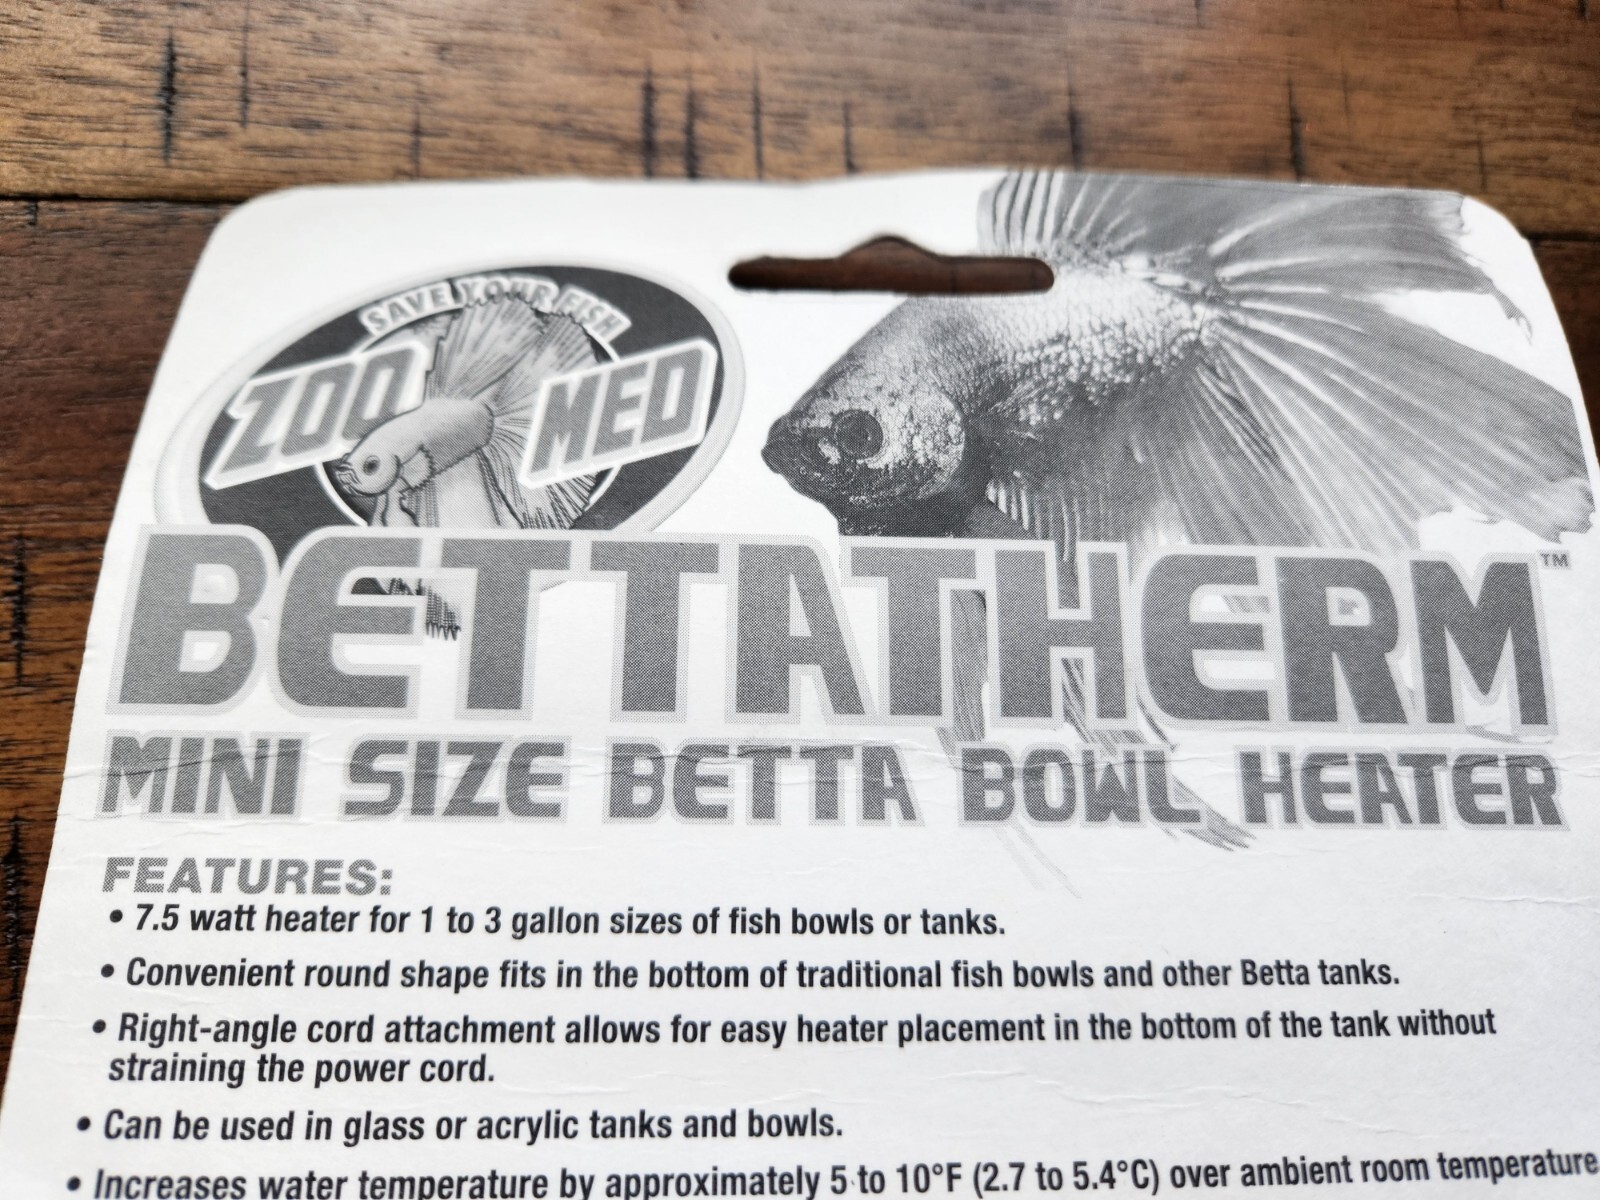 SAVE YOUR FISH
ZOO MED
BETTATHERM™
MINI SIZE BETTA BOWL HEATER
FEATURES:
• 7.5 watt heater for 1 to 3 gallon sizes of fish bowls or tanks.
• Convenient round shape fits in the bottom of traditional fish bowls and other Betta tanks.
• Right-angle cord attachment allows for easy heater placement in the bottom of the tank without
straining the power cord.
• Can be used in glass or acrylic tanks and bowls.
• Increases water temperature by approximately 5 to 10°F (2.7 to 5.4°C) over ambient room temperature